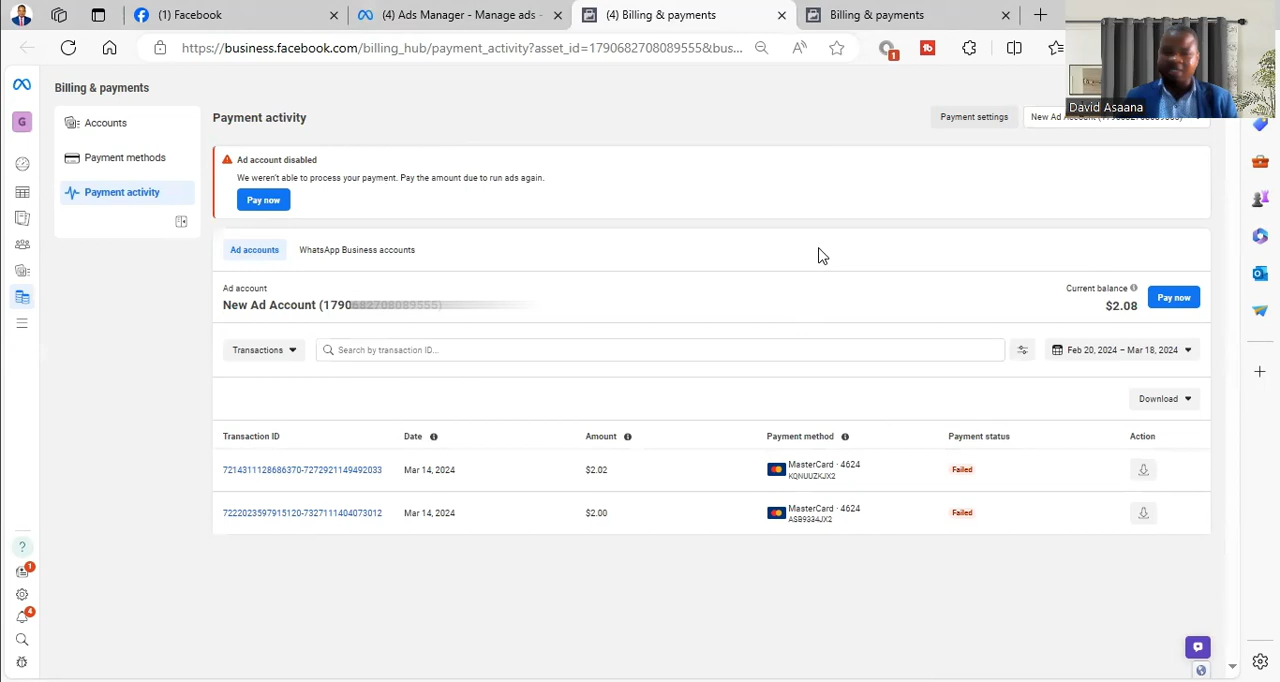 (1) Facebook
(4) Ads Manager - Manage ads -
(4) Billing & payments
Billing & payments
https://business.facebook.com/billing_hub/payment_activity?asset_id=1790682708089555&bus...
1
David Asaana
Billing & payments
G
Accounts
Payment methods
Payment activity
Payment activity
Payment settings
Ad account disabled
We weren't able to process your payment. Pay the amount due to run ads again.
Pay now
Ad accounts
WhatsApp Business accounts
Ad account
New Ad Account (1790682708089555)
Current balance
$2.08
Pay now
Transactions
Search by transaction ID...
Feb 20, 2024 – Mar 18, 2024
Download
Transaction ID
Date
Amount
Payment method
Payment status
Action
7214311128686370-7272921149492033
Mar 14, 2024
$2.02
MasterCard · 4624
KQNUUZKJX2
Failed
7222023597915120-7327111404073012
Mar 14, 2024
$2.00
MasterCard · 4624
ASB9334JX2
Failed
?
1
4